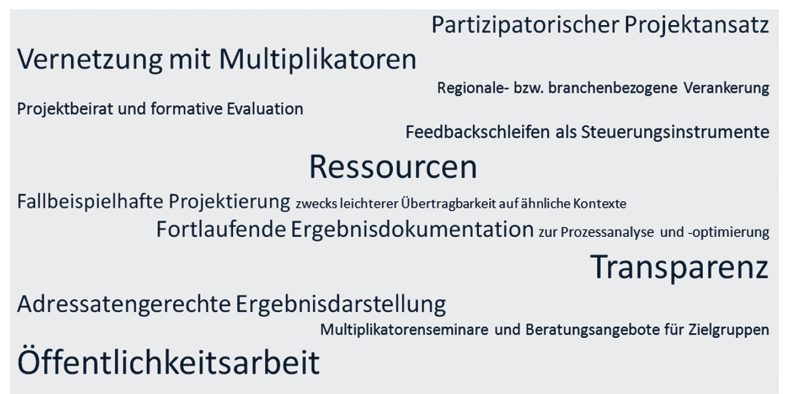 Partizipatorischer Projektansatz
Vernetzung mit Multiplikatoren
Regionale- bzw. branchenbezogene Verankerung
Projektbeirat und formative Evaluation
Feedbackschleifen als Steuerungsinstrumente
Ressourcen
Fallbeispielhafte Projektierung zwecks leichterer Übertragbarkeit auf ähnliche Kontexte
Fortlaufende Ergebnisdokumentation zur Prozessanalyse und -optimierung
Transparenz
Adressatengerechte Ergebnisdarstellung
Multiplikatorenseminare und Beratungsangebote für Zielgruppen
Öffentlichkeitsarbeit